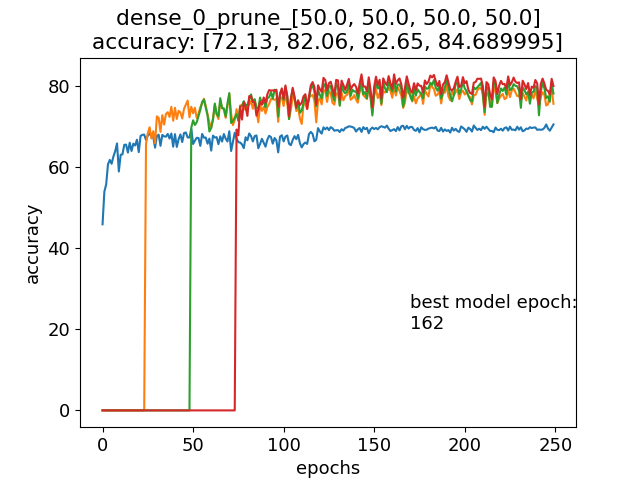 dense_0_prune_[50.0, 50.0, 50.0, 50.0]
accuracy: [72.13, 82.06, 82.65, 84.689995]
80
60
40
20
0
accuracy
best model epoch:
162
0 50 100 150 200 250
epochs